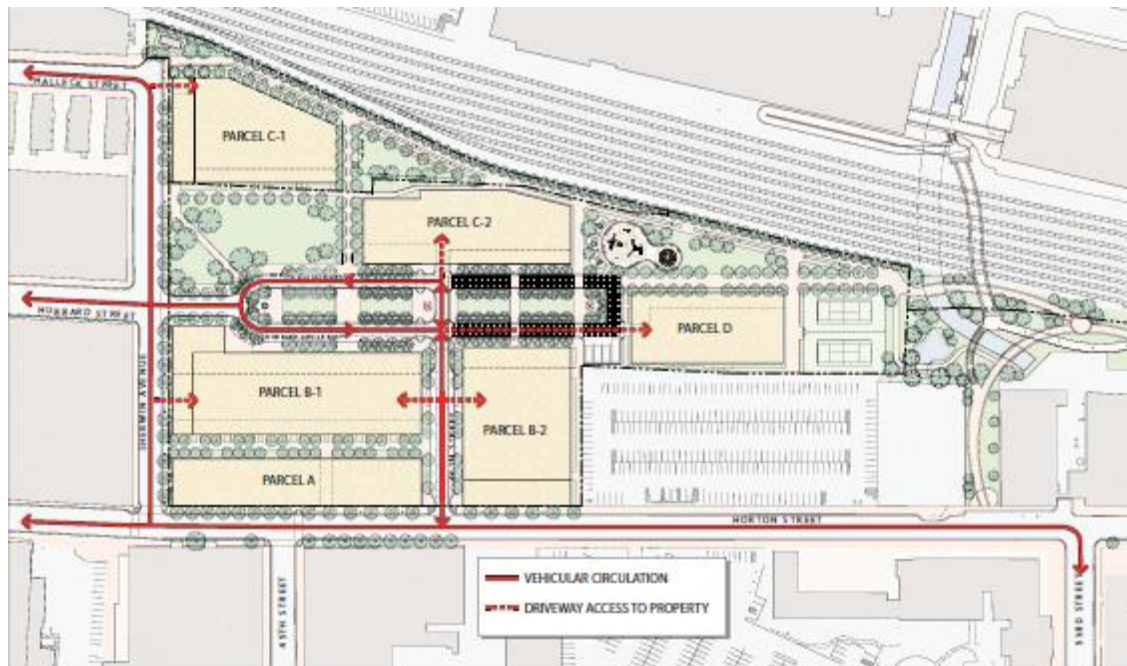 HALLECK STREET
PARCEL C-1
PARCEL C-2
HUBBARD STREET
PARCEL D
SHERWIN AVENUE
PARCEL B-1
PARCEL B-2
PARCEL A
HORTON STREET
45TH STREET
53RD STREET
VEHICULAR CIRCULATION
DRIVEWAY ACCESS TO PROPERTY